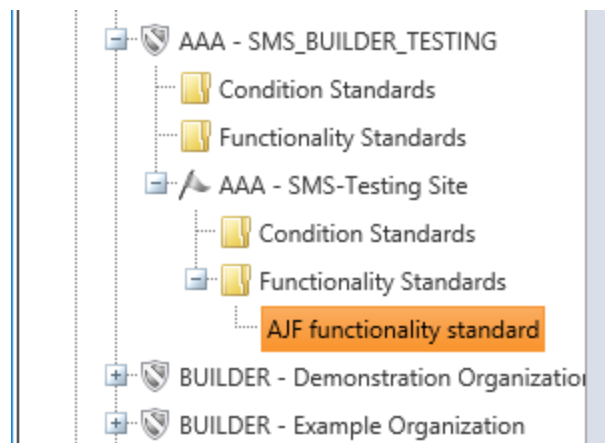 AAA - SMS_BUILDER_TESTING
Condition Standards
Functionality Standards
AAA - SMS-Testing Site
Condition Standards
Functionality Standards
AJF functionality standard
BUILDER - Demonstration Organizatio
BUILDER - Example Organization